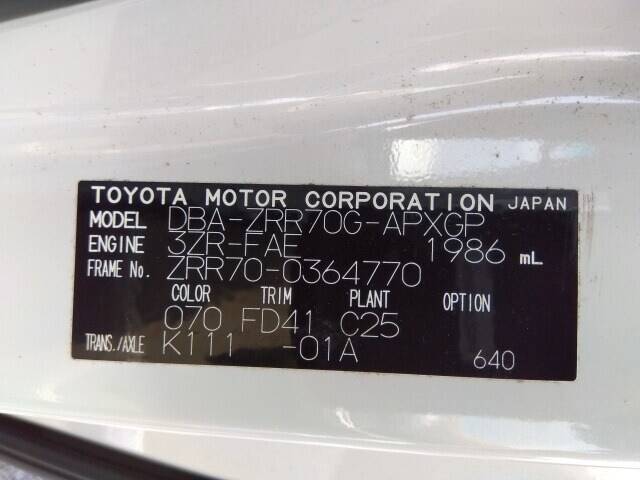 TOYOTA MOTOR CORPORATION JAPAN
MODEL DBA-ZRR70G-APXGP
ENGINE 3ZR-FAE 1986 mL
FRAME No. ZRR70-0364770
COLOR TRIM PLANT OPTION
070 FD41 C25
TRANS./AXLE K111 -01A 640